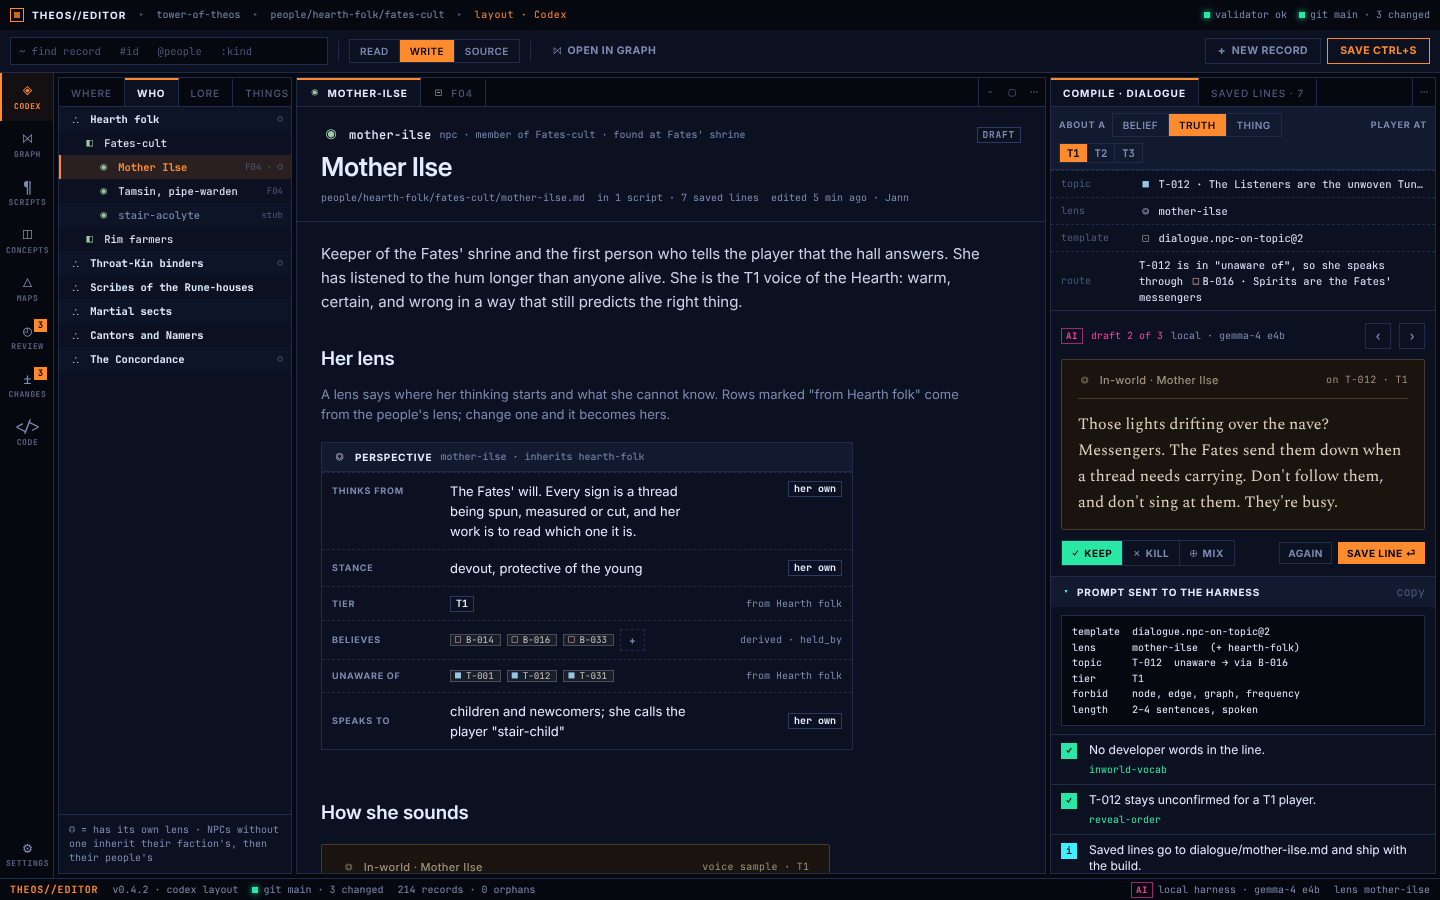 THEOS//EDITOR ▸ tower-of-theos ▸ people/hearth-folk/fates-cult ▸ layout · Codex
validator ok git main · 3 changed
~ find record #id @people :kind
READ WRITE SOURCE
OPEN IN GRAPH
+ NEW RECORD
SAVE CTRL+S
CODEX
GRAPH
SCRIPTS
CONCEPTS
MAPS
3
REVIEW
3
CHANGES
</>
CODE
SETTINGS
WHERE WHO LORE THINGS
Hearth folk
Fates-cult
Mother Ilse F04 ·
Tamsin, pipe-warden F04
stair-acolyte stub
Rim farmers
Throat-Kin binders
Scribes of the Rune-houses
Martial sects
Cantors and Namers
The Concordance
= has its own lens · NPCs without
one inherit their faction's, then
their people's
MOTHER-ILSE F04
mother-ilse npc · member of Fates-cult · found at Fates' shrine
DRAFT
Mother Ilse
people/hearth-folk/fates-cult/mother-ilse.md in 1 script · 7 saved lines edited 5 min ago · Jann
Keeper of the Fates' shrine and the first person who tells the player that the hall answers. She
has listened to the hum longer than anyone alive. She is the T1 voice of the Hearth: warm,
certain, and wrong in a way that still predicts the right thing.
Her lens
A lens says where her thinking starts and what she cannot know. Rows marked "from Hearth folk" come
from the people's lens; change one and it becomes hers.
PERSPECTIVE mother-ilse · inherits hearth-folk
THINKS FROM The Fates' will. Every sign is a thread her own
being spun, measured or cut, and her
work is to read which one it is.
STANCE devout, protective of the young her own
TIER T1 from Hearth folk
BELIEVES B-014 B-016 B-033 + derived · held_by
UNAWARE OF T-001 T-012 T-031 from Hearth folk
SPEAKS TO children and newcomers; she calls the her own
player "stair-child"
How she sounds
In-world · Mother Ilse voice sample · T1
COMPILE · DIALOGUE SAVED LINES · 7
ABOUT A BELIEF TRUTH THING PLAYER AT
T1 T2 T3
topic T-012 · The Listeners are the unwoven Tun…
lens mother-ilse
template dialogue.npc-on-topic@2
route T-012 is in "unaware of", so she speaks
through B-016 · Spirits are the Fates'
messengers
AI draft 2 of 3 local · gemma-4 e4b ‹ ›
In-world · Mother Ilse on T-012 · T1
Those lights drifting over the nave?
Messengers. The Fates send them down when
a thread needs carrying. Don't follow them,
and don't sing at them. They're busy.
✓ KEEP × KILL MIX AGAIN SAVE LINE ⏎
PROMPT SENT TO THE HARNESS copy
template dialogue.npc-on-topic@2
lens mother-ilse (+ hearth-folk)
topic T-012 unaware → via B-016
tier T1
forbid node, edge, graph, frequency
length 2–4 sentences, spoken
✓ No developer words in the line.
inworld-vocab
✓ T-012 stays unconfirmed for a T1 player.
reveal-order
i Saved lines go to dialogue/mother-ilse.md and ship with
the build.
THEOS//EDITOR v0.4.2 · codex layout git main · 3 changed 214 records · 0 orphans
AI local harness · gemma-4 e4b lens mother-ilse